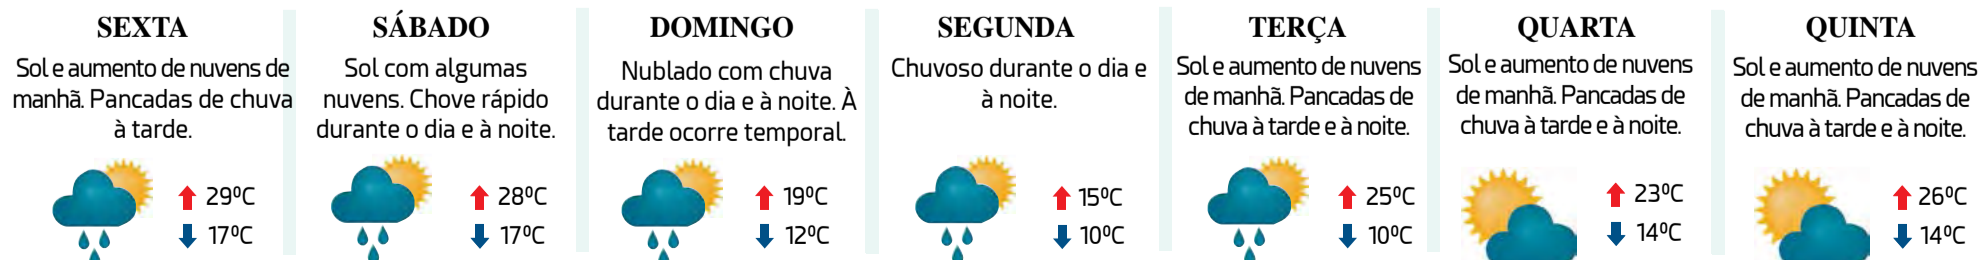 SEXTA
Sol e aumento de nuvens de
manhã. Pancadas de chuva
à tarde.
29ºC
17ºC
SÁBADO
Sol com algumas
nuvens. Chove rápido
durante o dia e à noite.
28ºC
17ºC
DOMINGO
Nublado com chuva
durante o dia e à noite. À
tarde ocorre temporal.
19ºC
12ºC
SEGUNDA
Chuvoso durante o dia e
à noite.
15ºC
10ºC
TERÇA
Sol e aumento de nuvens
de manhã. Pancadas de
chuva à tarde e à noite.
25ºC
10ºC
QUARTA
Sol e aumento de nuvens
de manhã. Pancadas de
chuva à tarde e à noite.
23ºC
14ºC
QUINTA
Sol e aumento de nuvens
de manhã. Pancadas de
chuva à tarde e à noite.
26ºC
14ºC